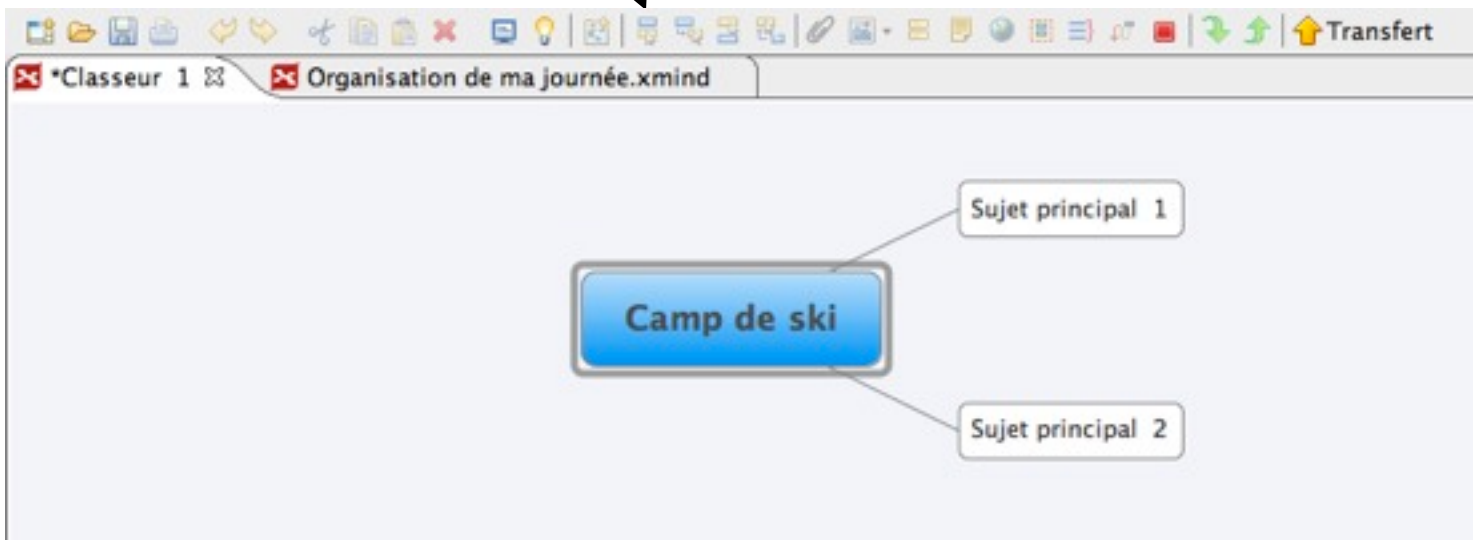 Transfert
*Classeur 1
Organisation de ma journée.xmind
Sujet principal 1
Camp de ski
Sujet principal 2